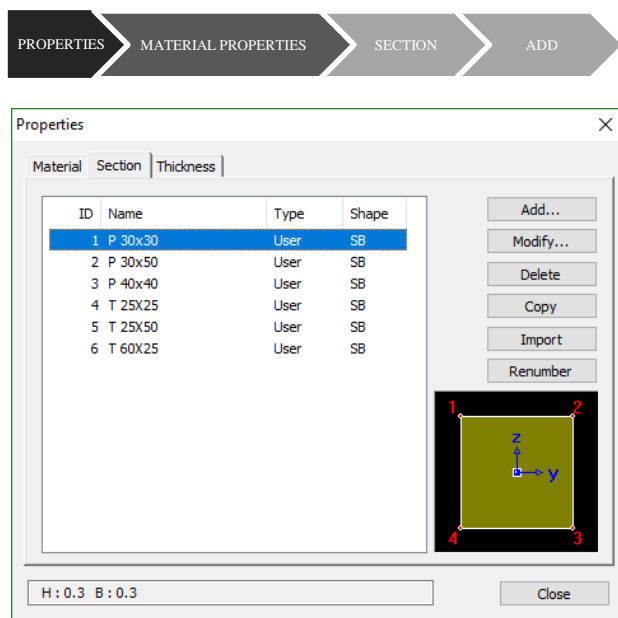 PROPERTIES MATERIAL PROPERTIES SECTION ADD
Properties
Material Section Thickness
ID Name Type Shape
1 P 30x30 User SB
2 P 30x50 User SB
3 P 40x40 User SB
4 T 25X25 User SB
5 T 25X50 User SB
6 T 60X25 User SB
Add...
Modify...
Delete
Copy
Import
Renumber
1 2
z
y
4 3
H : 0.3 B : 0.3
Close